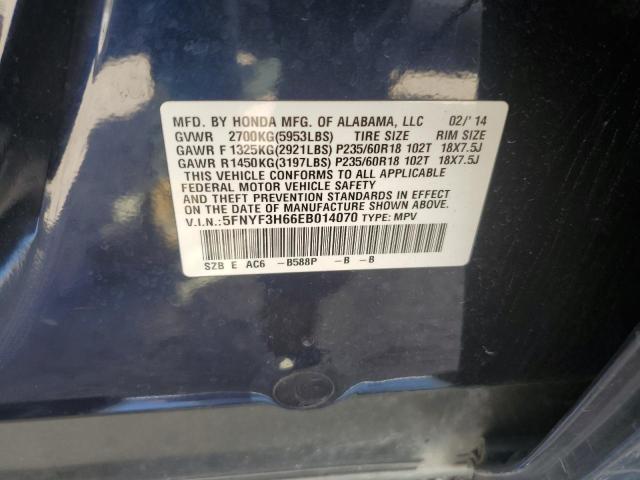 MFD. BY HONDA MFG. OF ALABAMA, LLC 02/'14
GVWR 2700KG(5953LBS) TIRE SIZE RIM SIZE
GAWR F 1325KG(2921LBS) P235/60R18 102T 18X7.5J
GAWR R1450KG(3197LBS) P235/60R18 102T 18X7.5J
THIS VEHICLE CONFORMS TO ALL APPLICABLE
FEDERAL MOTOR VEHICLE SAFETY
AND THEFT PREVENTION STANDARDS IN EFFECT
ON THE DATE OF MANUFACTURE SHOWN ABOVE.
V.I.N.:5FNYF3H66EB014070 TYPE: MPV
SZB E AC6 -B588P -B -B